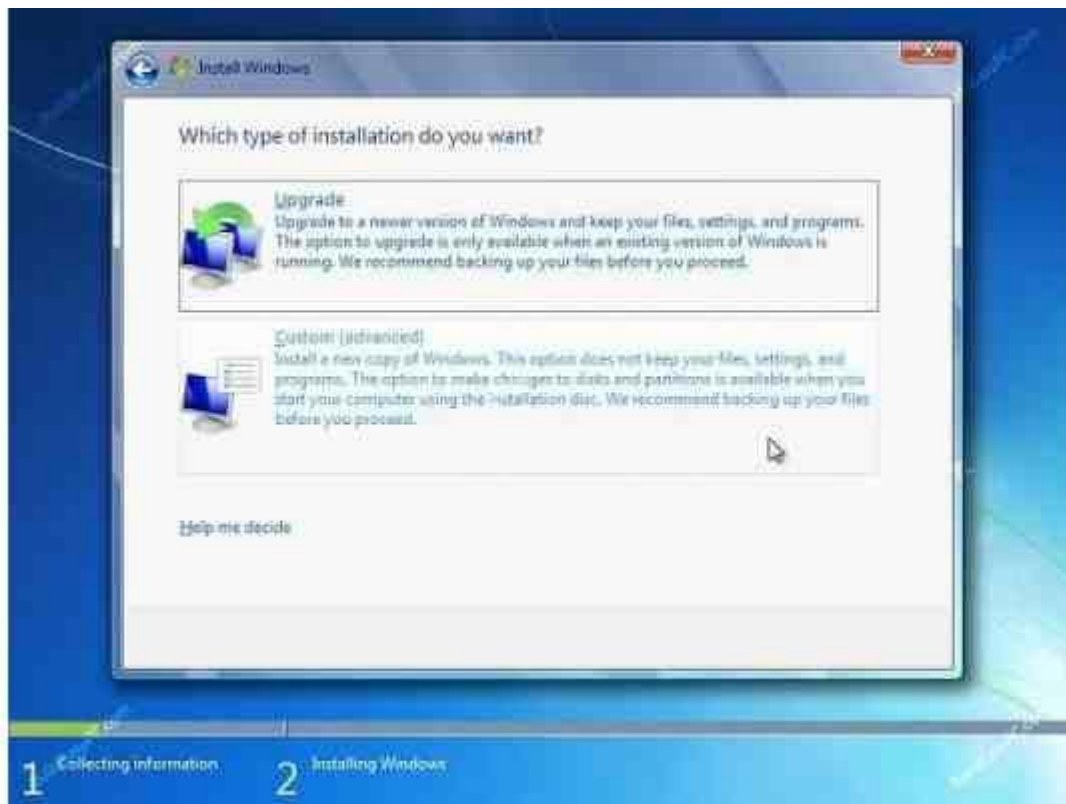 Install Windows
Which type of installation do you want?
Upgrade
Upgrade to a newer version of Windows and keep your files, settings, and programs.
The option to upgrade is only available when an existing version of Windows is
running. We recommend backing up your files before you proceed.
Custom (advanced)
Install a new copy of Windows. This option does not keep your files, settings, and
programs. The option to make changes to disks and partitions is available when you
start your computer using the installation disc. We recommend backing up your files
before you proceed.
Help me decide
1 Collecting information
2 Installing Windows